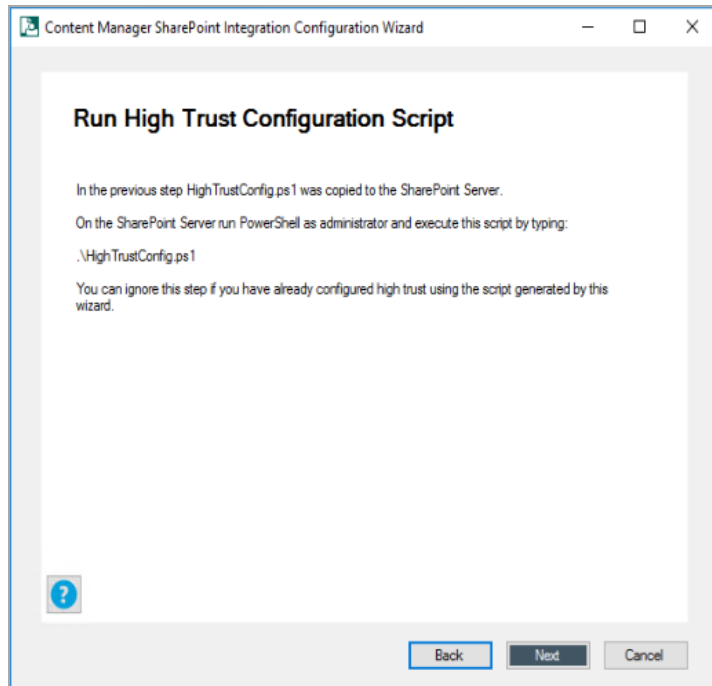 Content Manager SharePoint Integration Configuration Wizard
Run High Trust Configuration Script
In the previous step HighTrustConfig.ps1 was copied to the SharePoint Server.
On the SharePoint Server run PowerShell as administrator and execute this script by typing:
.\HighTrustConfig.ps1
You can ignore this step if you have already configured high trust using the script generated by this
wizard.
?
Back Next Cancel